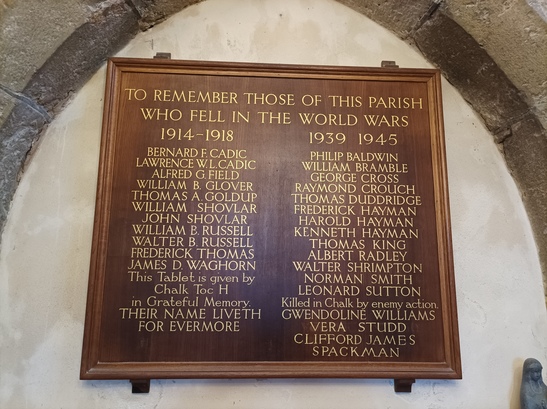 TO REMEMBER THOSE OF THIS PARISH
WHO FELL IN THE WORLD WARS
1914-1918
BERNARD F. CADIC
LAWRENCE W.L. CADIC
ALFRED G. FIELD
WILLIAM B. GLOVER
THOMAS A. GOLDUP
WILLIAM SHOVLAR
JOHN SHOVLAR
WILLIAM B. RUSSELL
WALTER B. RUSSELL
FREDERICK THOMAS
JAMES D. WAGHORN
This Tablet is given by
Chalk Toc H
in Grateful Memory.
THEIR NAME LIVETH
FOR EVERMORE
1939 1945
PHILIP BALDWIN
WILLIAM BRAMBLE
GEORGE CROSS
RAYMOND CROUCH
THOMAS DUDDRIDGE
FREDERICK HAYMAN
HAROLD HAYMAN
KENNETH HAYMAN
THOMAS KING
ALBERT RADLEY
WALTER SHRIMPTON
NORMAN SMITH
LEONARD SUTTON
Killed in Chalk by enemy action.
GWENDOLINE WILLIAMS
VERA STUDD
CLIFFORD JAMES
SPACKMAN